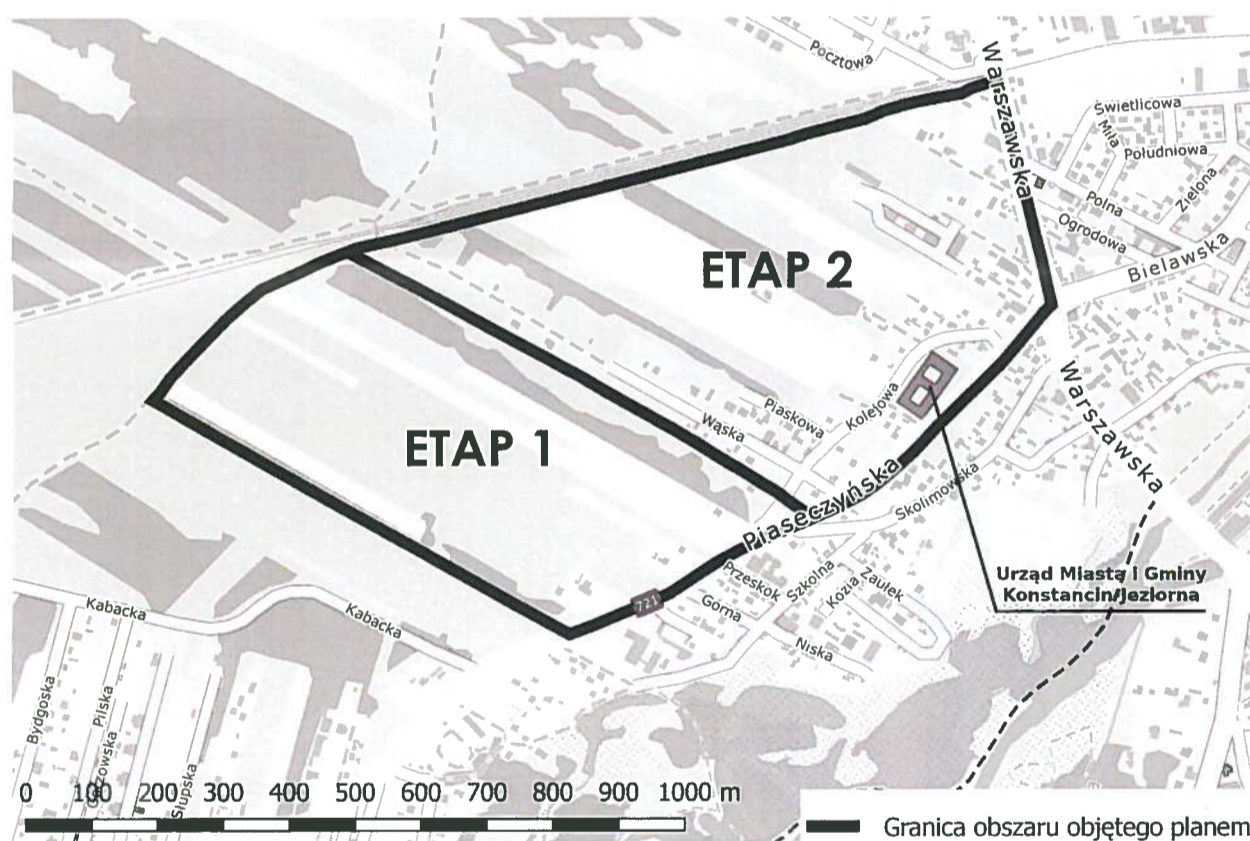 Pocztowa
Warszawska
Świetlicowa
Miła
Południowa
Polna
Zielona
Ogrodowa
Bielawska
ETAP 2
ETAP 1
Piaskowa
Kolejowa
Wąska
Warszawska
Piaseczyńska
Skolimowska
Przeskok
Szkolna
Kozia
Zaułek
721
Górna
Niska
Urząd Miasta i Gminy
Konstancin/Jeziorna
Kabacka
Kabacka
Bydgoska
Pilska
Słupska
0 100 200 300 400 500 600 700 800 900 1000 m
Granica obszaru objętego planem